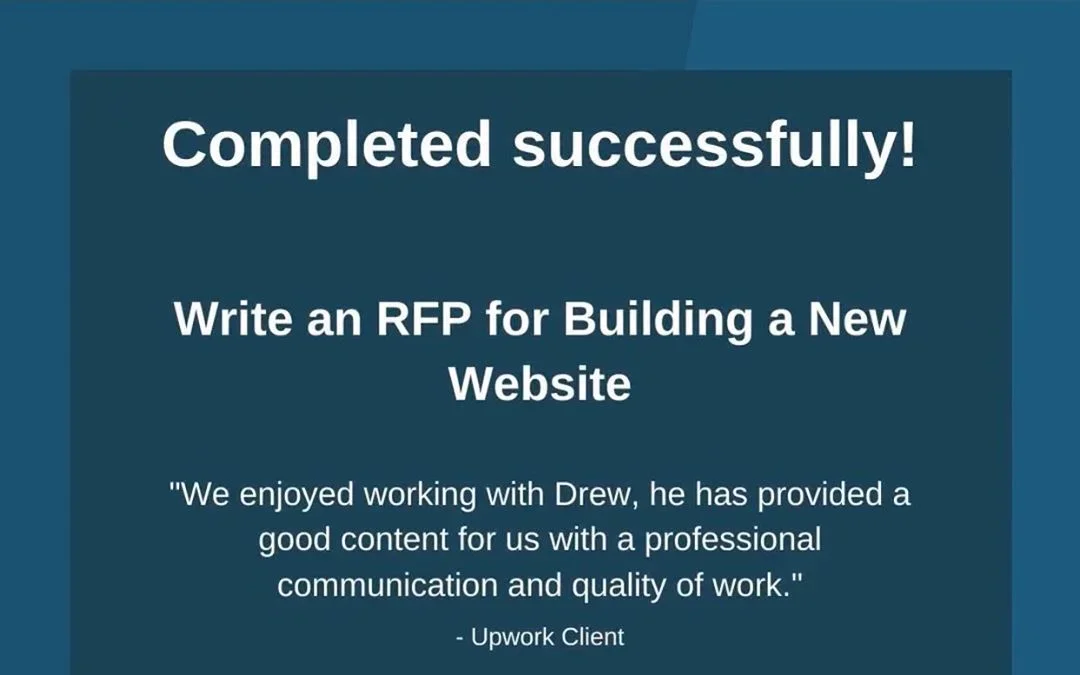 Completed successfully!
Write an RFP for Building a New
Website
"We enjoyed working with Drew, he has provided a
good content for us with a professional
communication and quality of work."
- Upwork Client